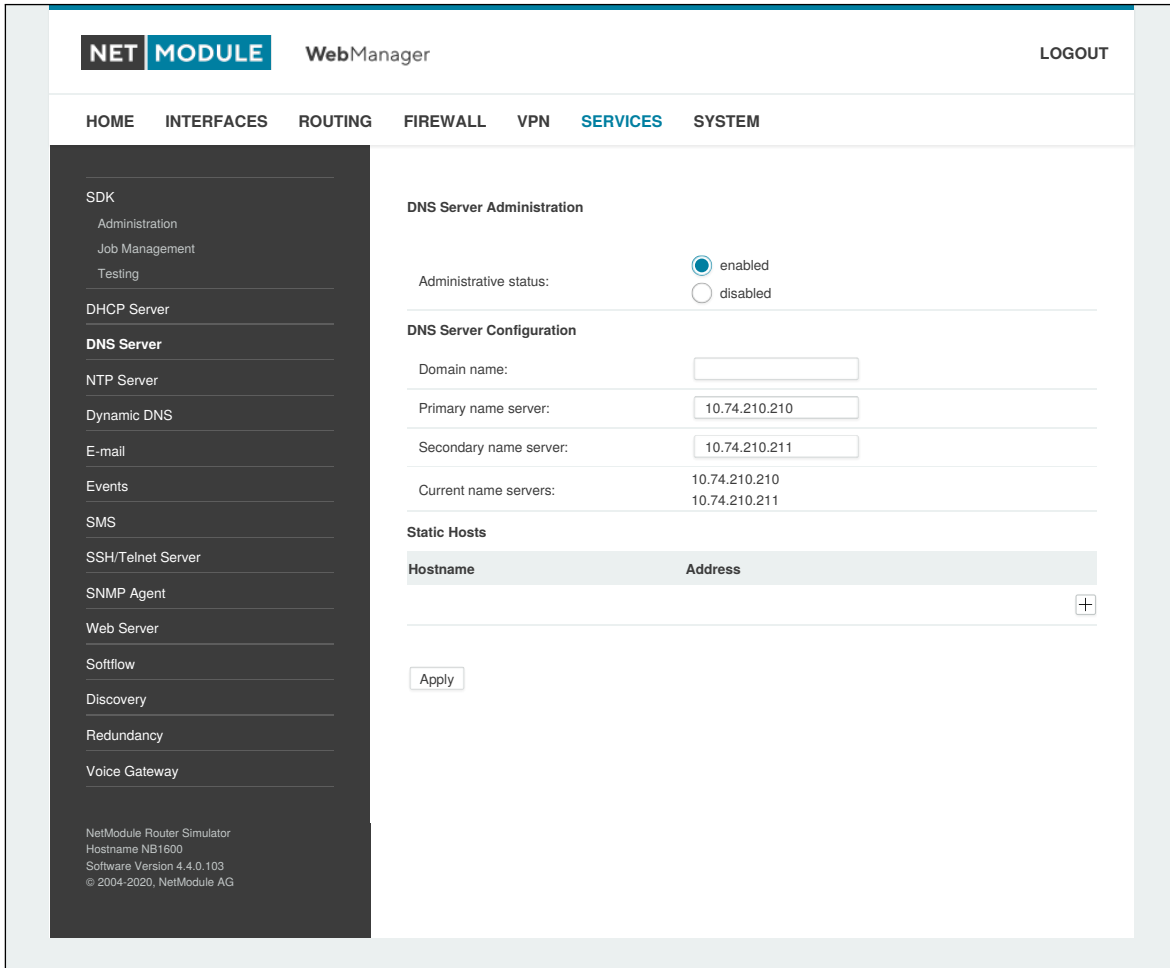 NET MODULE WebManager LOGOUT
HOME INTERFACES ROUTING FIREWALL VPN SERVICES SYSTEM
SDK
Administration
Job Management
Testing
DHCP Server
DNS Server
NTP Server
Dynamic DNS
E-mail
Events
SMS
SSH/Telnet Server
SNMP Agent
Web Server
Softflow
Discovery
Redundancy
Voice Gateway
NetModule Router Simulator
Hostname NB1600
Software Version 4.4.0.103
© 2004-2020, NetModule AG
DNS Server Administration
Administrative status:
enabled
disabled
DNS Server Configuration
Domain name:
Primary name server: 10.74.210.210
Secondary name server: 10.74.210.211
Current name servers:
10.74.210.210
10.74.210.211
Static Hosts
Hostname Address
Apply